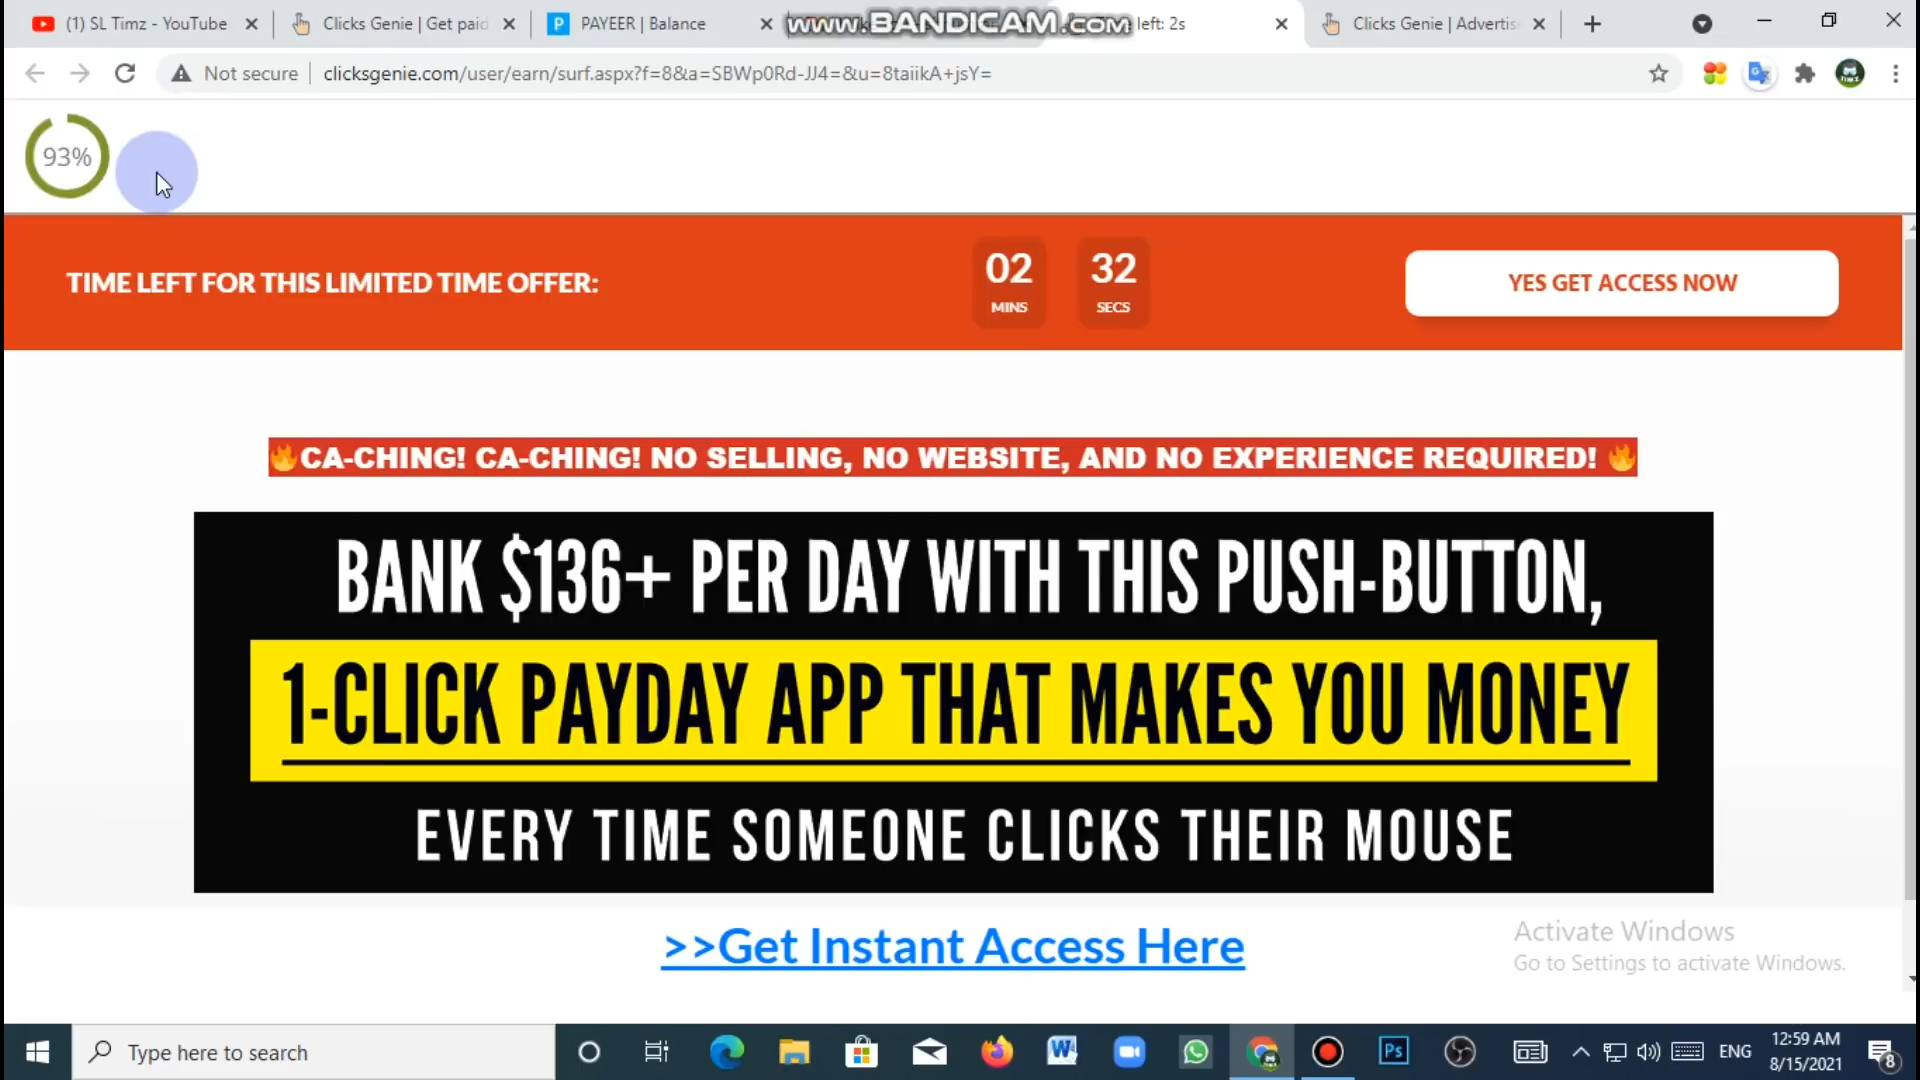 (1) SL Timz - YouTube
Clicks Genie | Get paid
PAYEER | Balance
www.BANDICAM.com
left: 2s
Clicks Genie | Advertis
Not secure
clicksgenie.com/user/earn/surf.aspx?f=8&a=SBWp0Rd-JJ4=&u=8taiikA+jsY=
93%
TIME LEFT FOR THIS LIMITED TIME OFFER:
02
MINS
32
SECS
YES GET ACCESS NOW
🔥CA-CHING! CA-CHING! NO SELLING, NO WEBSITE, AND NO EXPERIENCE REQUIRED! 🔥
BANK $136+ PER DAY WITH THIS PUSH-BUTTON,
1-CLICK PAYDAY APP THAT MAKES YOU MONEY
EVERY TIME SOMEONE CLICKS THEIR MOUSE
>>Get Instant Access Here
Activate Windows
Go to Settings to activate Windows.
Type here to search
ENG
12:59 AM
8/15/2021
8